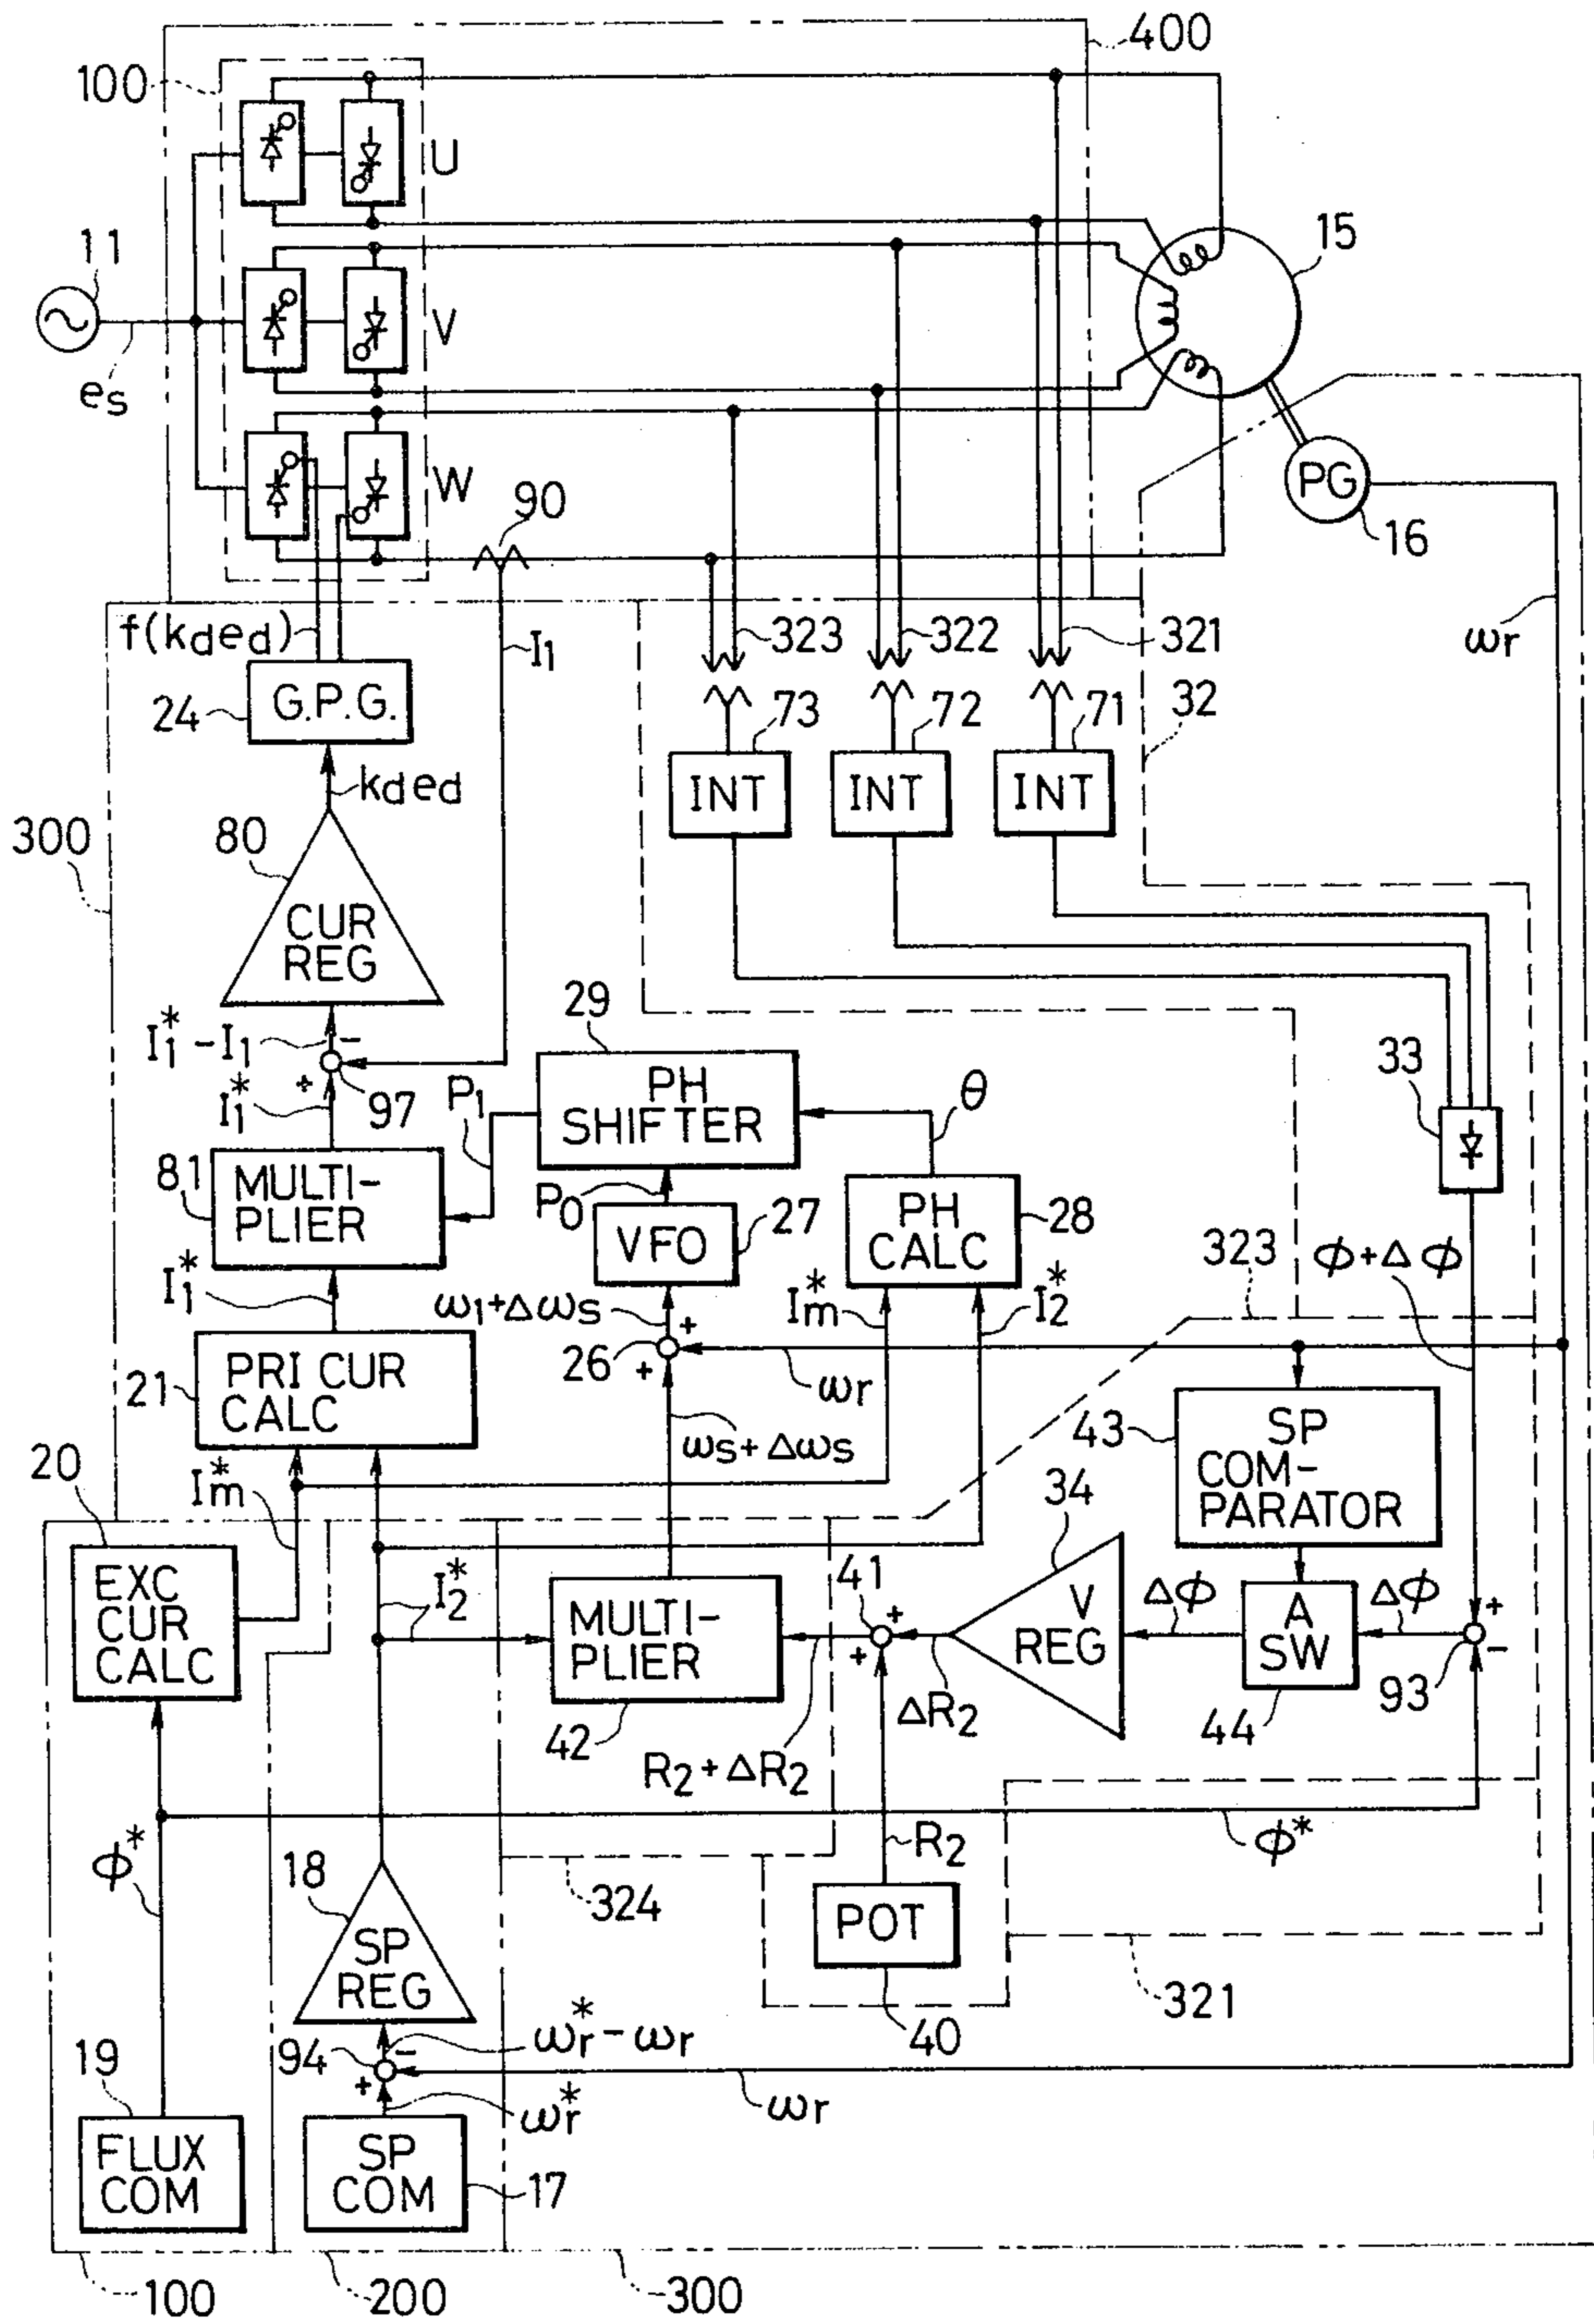 400
100
U
11
15
V
es
W
90
PG
16
f(kded)
I1
323
322
321
ωr
24
G.P.G.
73
72
71
32
kded
INT
INT
INT
300
80
CUR
REG
29
33
I1* - I1
-
+
97
I1*
P1
PH
SHIFTER
θ
81
MULTI-
PLIER
P0
VFO
27
PH
CALC
28
323
φ+Δφ
I1*
ω1+Δωs
Im*
I2*
+
26
+
ωr
21
PRI CUR
CALC
ωs+Δωs
43
SP
COM-
PARATOR
20
Im*
34
EXC
CUR
CALC
I2*
MULTI-
PLIER
41
+
+
V
REG
Δφ
A
SW
Δφ
+
-
93
42
ΔR2
44
R2+ΔR2
φ*
R2
φ*
18
324
SP
REG
POT
321
40
ωr*-ωr
19
94
-
+
ωr*
ωr
FLUX
COM
SP
COM
17
100
200
300